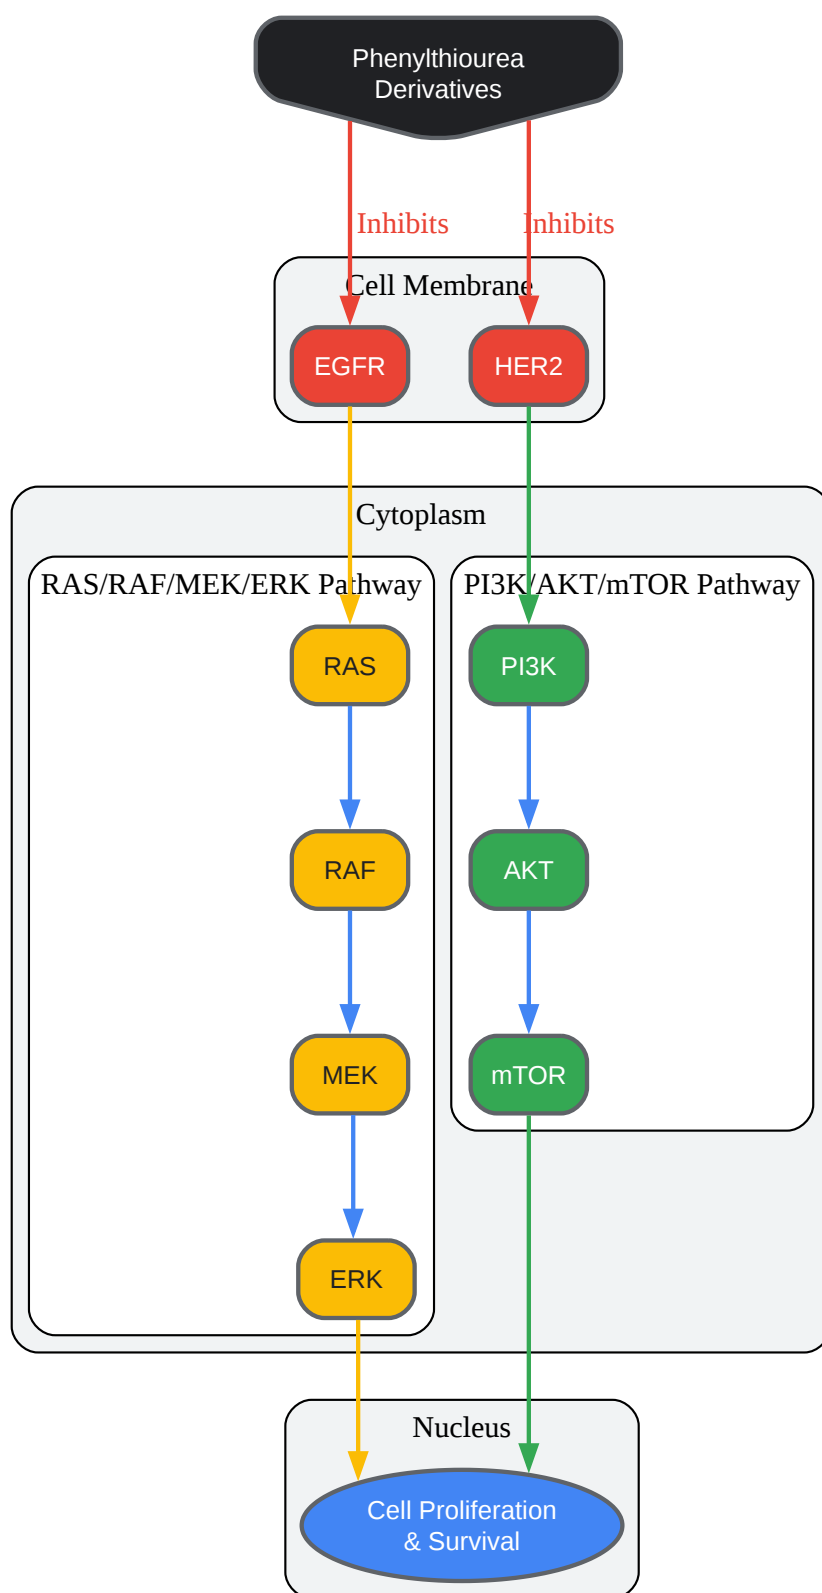 Phenylthiourea
Derivatives
Inhibits
Inhibits
Cell Membrane
EGFR
HER2
Cytoplasm
RAS/RAF/MEK/ERK Pathway
PI3K/AKT/mTOR Pathway
RAS
PI3K
RAF
AKT
MEK
mTOR
ERK
Nucleus
Cell Proliferation
& Survival